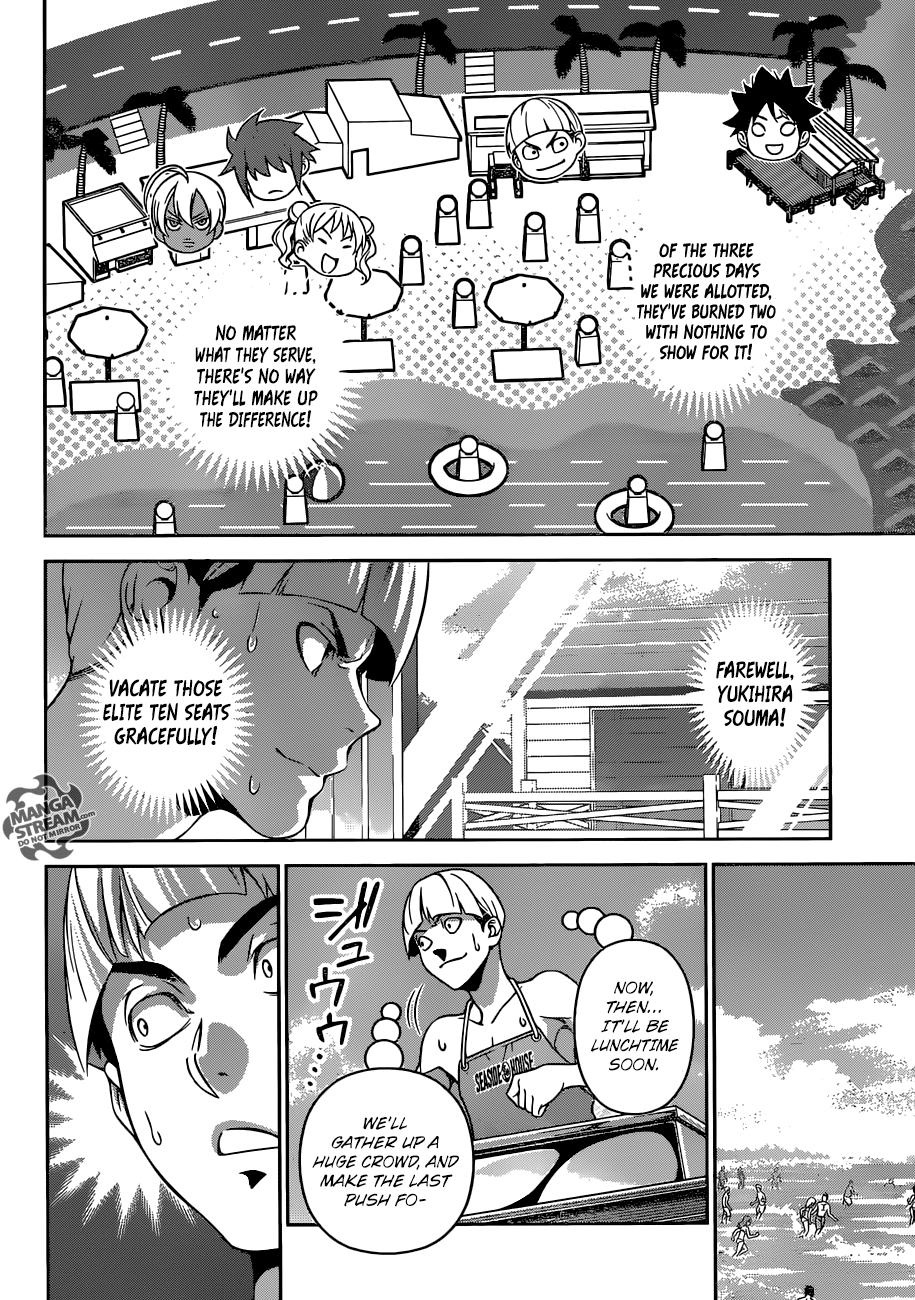 OF THE THREE
PRECIOUS DAYS
WE WERE ALLOTTED,
THEY'VE BURNED TWO
WITH NOTHING TO
SHOW FOR IT!
NO MATTER
WHAT THEY SERVE,
THERE'S NO WAY
THEY'LL MAKE UP
THE DIFFERENCE!
FAREWELL,
YUKIHIRA
SOUMA!
VACATE THOSE
ELITE TEN SEATS
GRACEFULLY!
MANGA
STREAM.com
DO NOT MIRROR
NOW,
THEN...
IT'LL BE
LUNCHTIME
SOON.
SEASIDE HOUSE
ジュウウ…
WE'LL
GATHER UP A
HUGE CROWD, AND
MAKE THE LAST
PUSH FO-